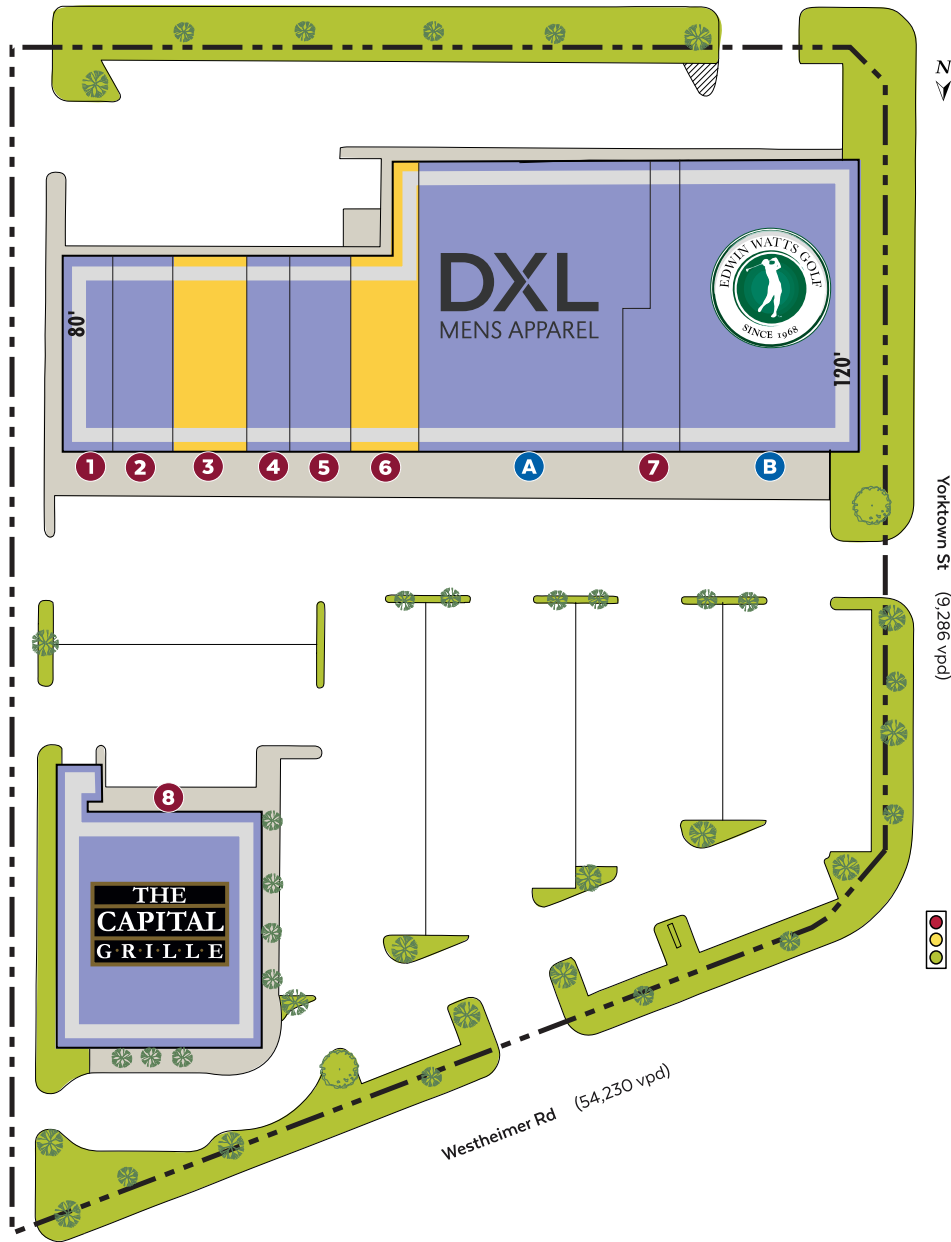 N
EDWIN WATTS GOLF
SINCE 1968
DXL
MENS APPAREL
80'
120'
1
2
3
4
5
6
A
7
B
Yorktown St (9,286 vpd)
8
THE
CAPITAL
G·R·I·L·L·E
Westheimer Rd (54,230 vpd)